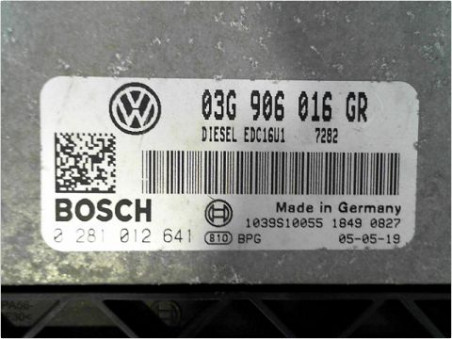 03G 906 016 GR
DIESEL EDC16U1 7282
BOSCH
Made in Germany
1039S10055 1849 0827
0 281 012 641
810 BPG
05-05-19